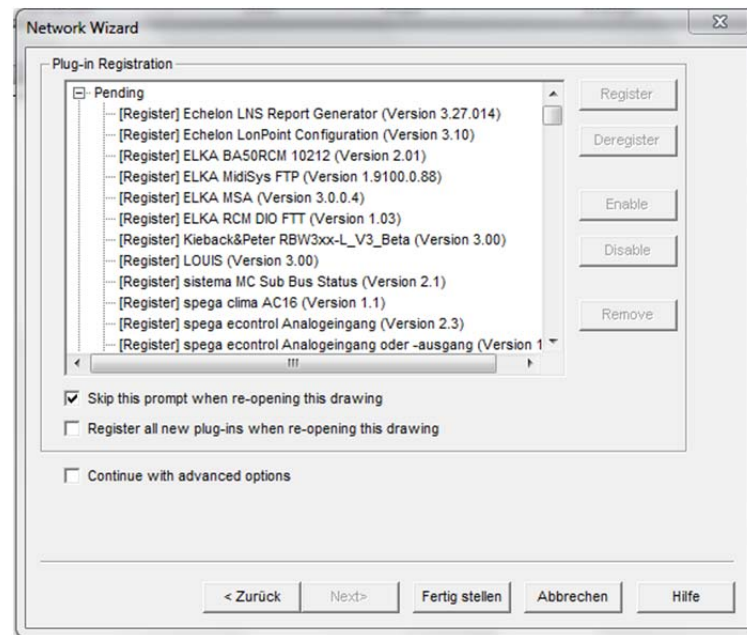 Network Wizard
Plug-in Registration
Pending
[Register] Echelon LNS Report Generator (Version 3.27.014)
[Register] Echelon LonPoint Configuration (Version 3.10)
[Register] ELKA BA50RCM 10212 (Version 2.01)
[Register] ELKA MidiSys FTP (Version 1.9100.0.88)
[Register] ELKA MSA (Version 3.0.0.4)
[Register] ELKA RCM DIO FTT (Version 1.03)
[Register] Kieback&Peter RBW3xx-L_V3_Beta (Version 3.00)
[Register] LOUIS (Version 3.00)
[Register] sistema MC Sub Bus Status (Version 2.1)
[Register] spega clima AC16 (Version 1.1)
[Register] spega econtrol Analogeingang (Version 2.3)
[Register] spega econtrol Analogeingang oder -ausgang (Version 1
Register
Deregister
Enable
Disable
Remove
Skip this prompt when re-opening this drawing
Register all new plug-ins when re-opening this drawing
Continue with advanced options
< Zurück
Next>
Fertig stellen
Abbrechen
Hilfe